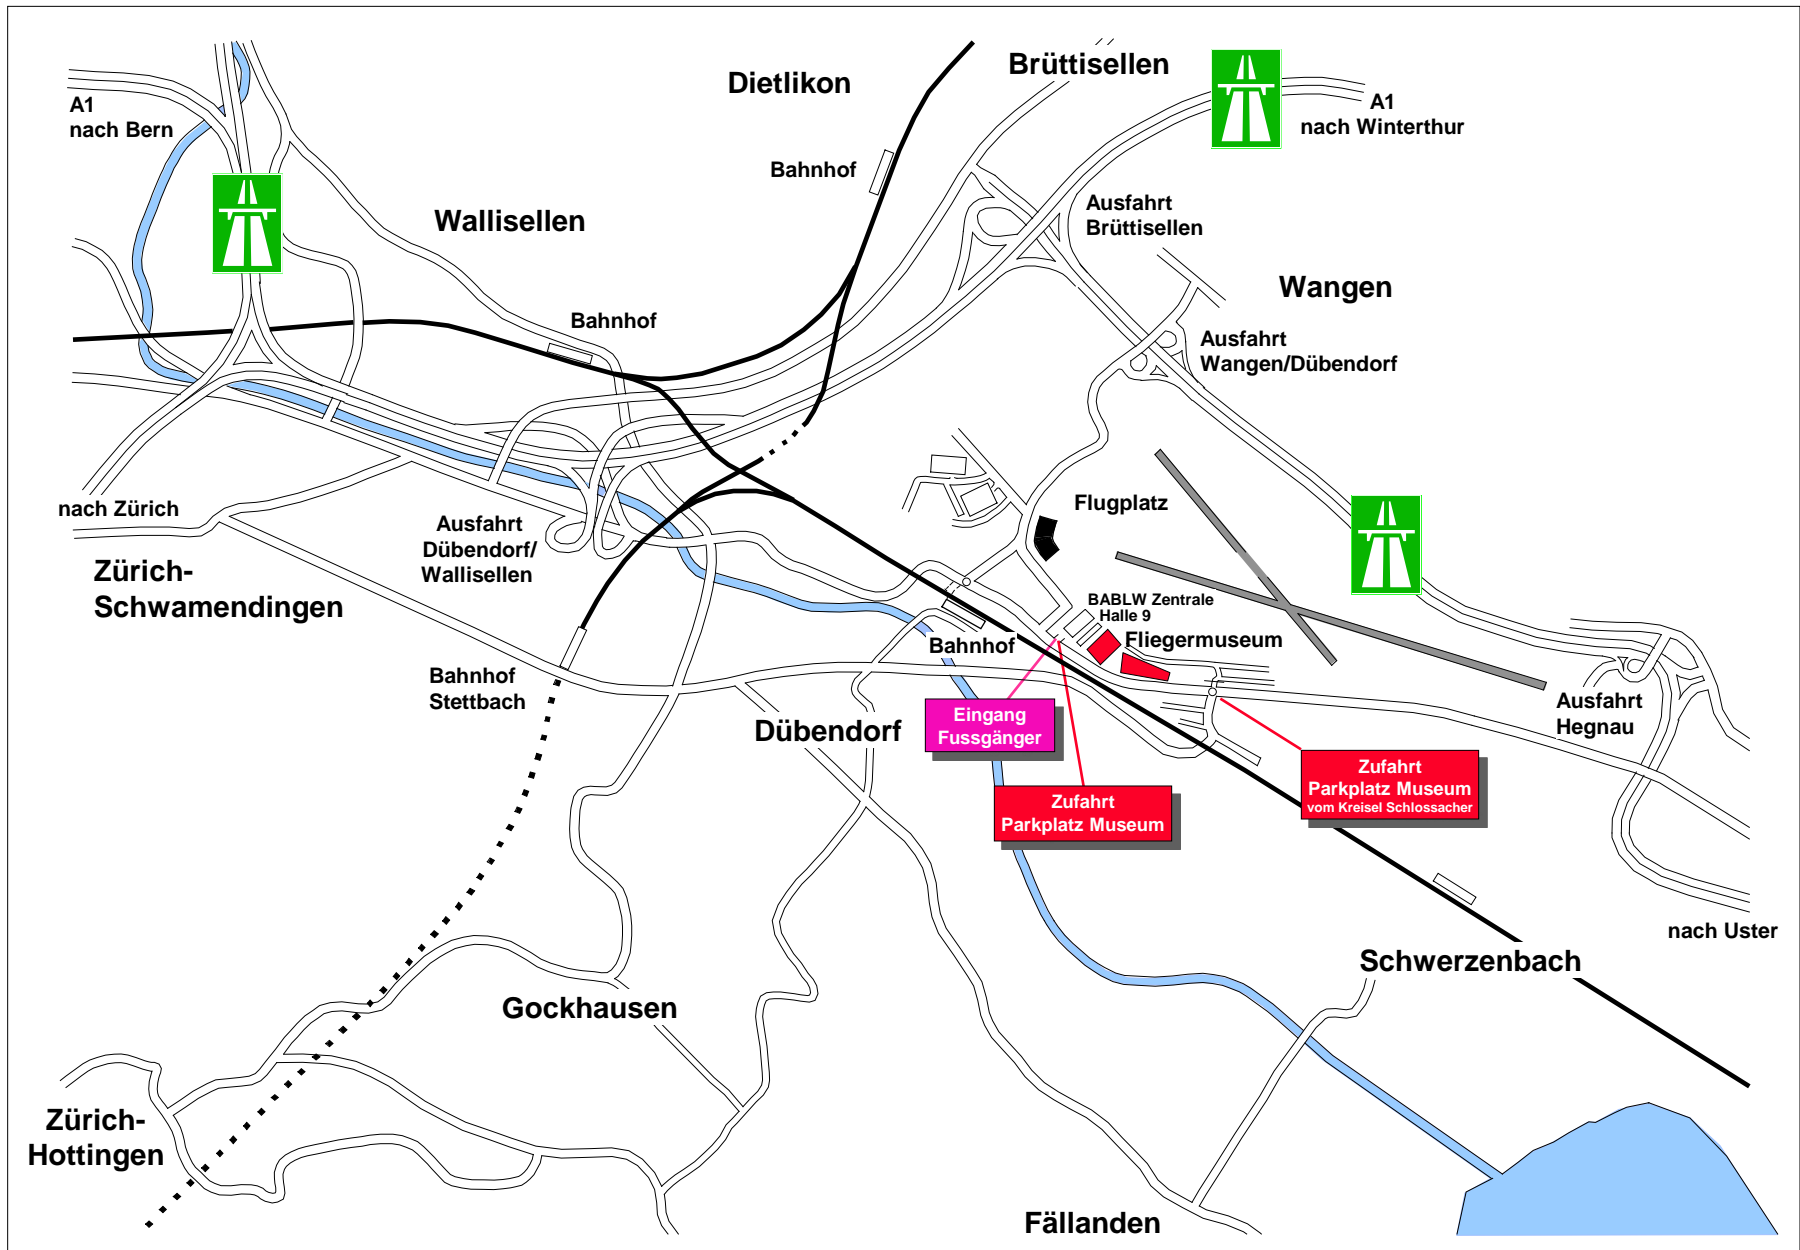 Brüttisellen
Dietlikon
A1
nach Bern
A1
nach Winterthur
Bahnhof
Ausfahrt
Brüttisellen
Wallisellen
Wangen
Bahnhof
Ausfahrt
Wangen/Dübendorf
nach Zürich
Flugplatz
Ausfahrt
Dübendorf/
Wallisellen
Zürich-
Schwamendingen
BABLW Zentrale
Halle 9
Fliegermuseum
Bahnhof
Bahnhof
Stettbach
Ausfahrt
Hegnau
Dübendorf
Eingang
Fussgänger
Zufahrt
Parkplatz Museum
vom Kreisel Schlossacher
Zufahrt
Parkplatz Museum
nach Uster
Schwerzenbach
Gockhausen
Zürich-
Hottingen
Fällanden